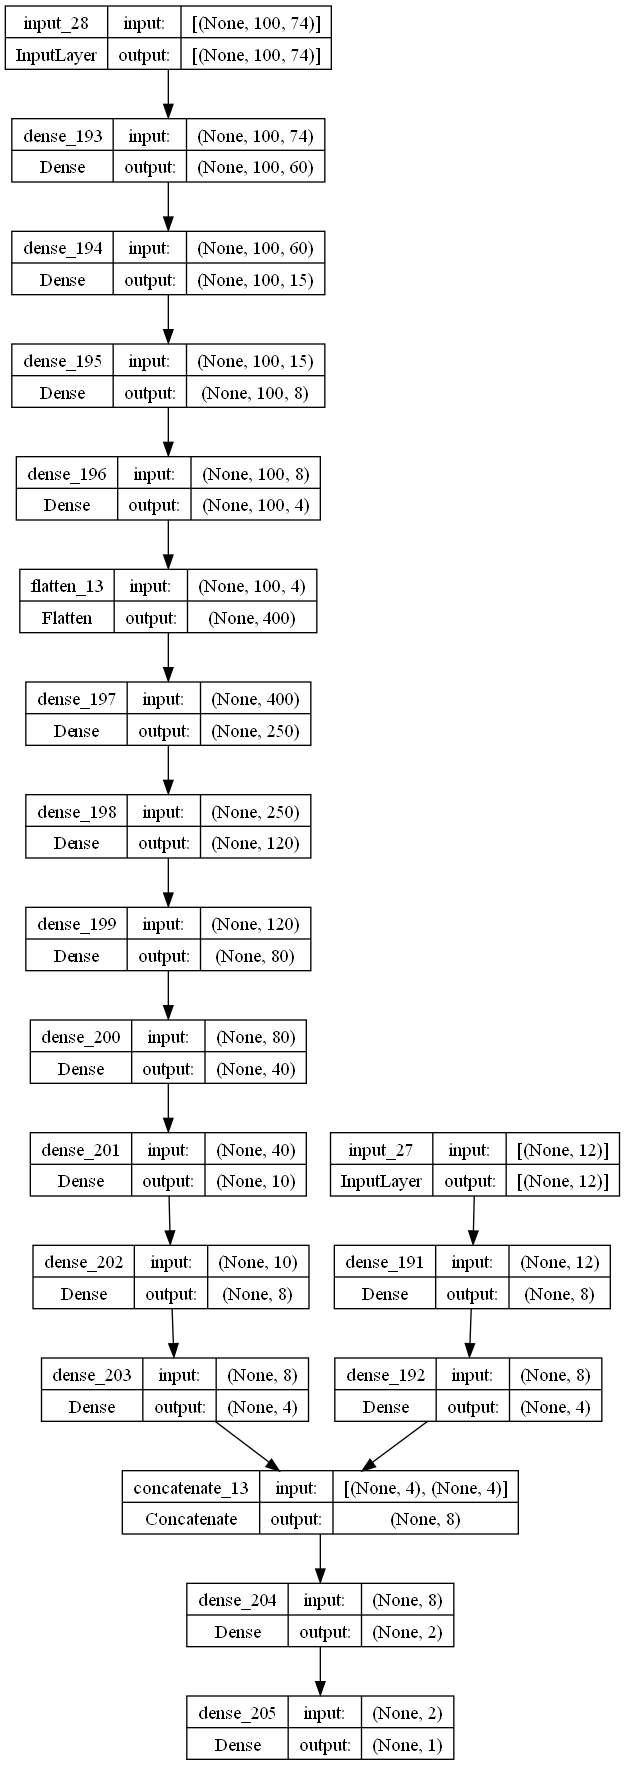 input_28 input: [(None, 100, 74)]
InputLayer output: [(None, 100, 74)]
dense_193 input: (None, 100, 74)
Dense output: (None, 100, 60)
dense_194 input: (None, 100, 60)
Dense output: (None, 100, 15)
dense_195 input: (None, 100, 15)
Dense output: (None, 100, 8)
dense_196 input: (None, 100, 8)
Dense output: (None, 100, 4)
flatten_13 input: (None, 100, 4)
Flatten output: (None, 400)
dense_197 input: (None, 400)
Dense output: (None, 250)
dense_198 input: (None, 250)
Dense output: (None, 120)
dense_199 input: (None, 120)
Dense output: (None, 80)
dense_200 input: (None, 80)
Dense output: (None, 40)
dense_201 input: (None, 40)
Dense output: (None, 10)
input_27 input: [(None, 12)]
InputLayer output: [(None, 12)]
dense_202 input: (None, 10)
Dense output: (None, 8)
dense_191 input: (None, 12)
Dense output: (None, 8)
dense_203 input: (None, 8)
Dense output: (None, 4)
dense_192 input: (None, 8)
Dense output: (None, 4)
concatenate_13 input: [(None, 4), (None, 4)]
Concatenate output: (None, 8)
dense_204 input: (None, 8)
Dense output: (None, 2)
dense_205 input: (None, 2)
Dense output: (None, 1)